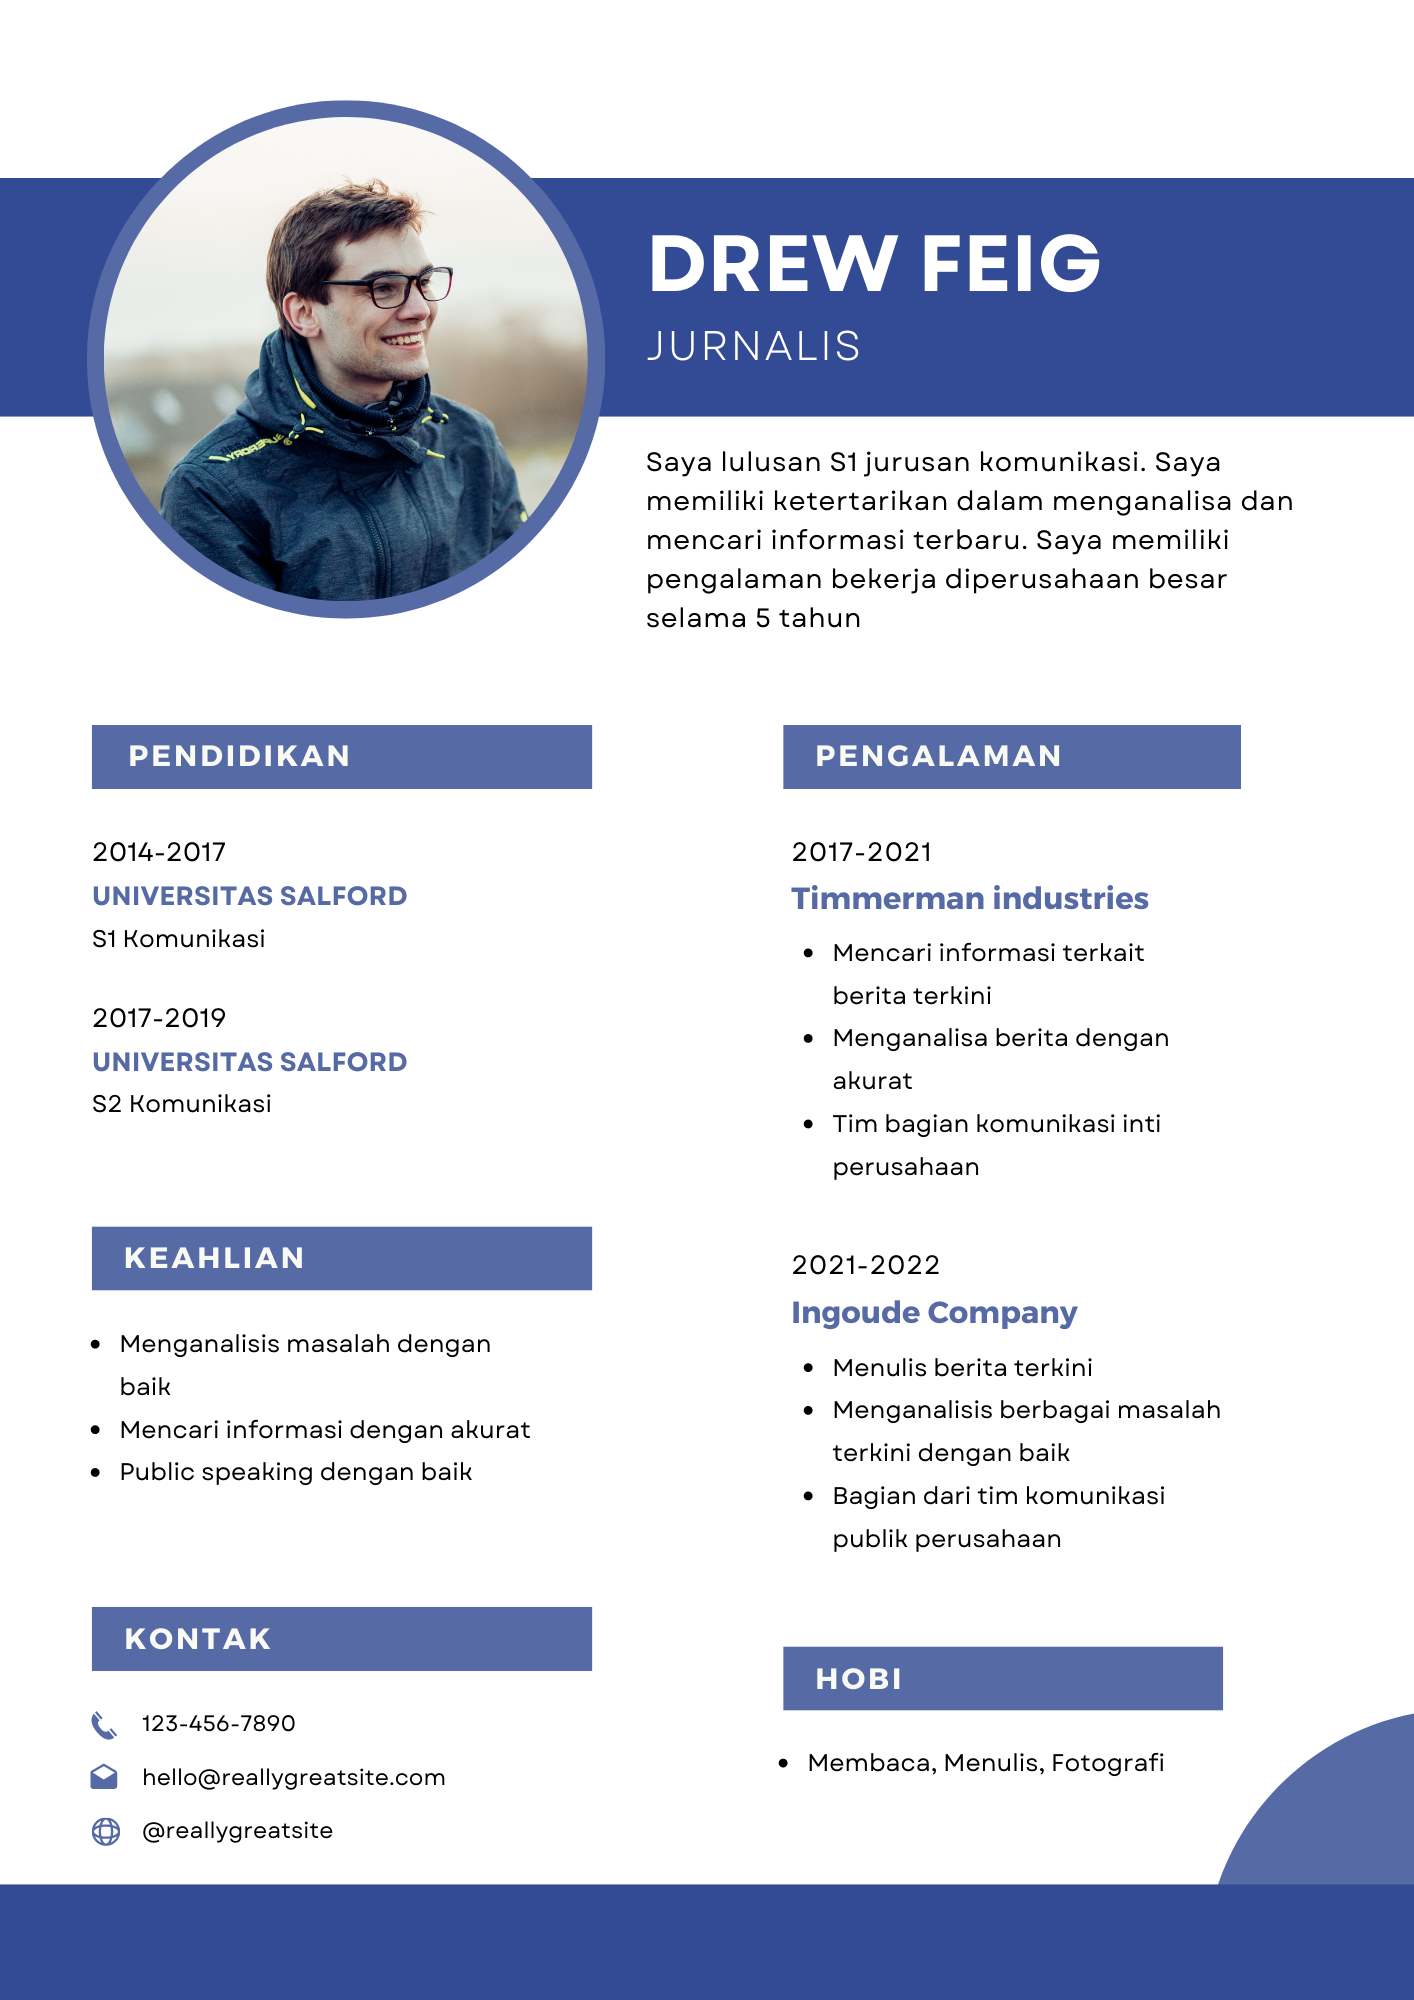 DREW FEIG
JURNALIS
Saya lulusan S1 jurusan komunikasi. Saya
memiliki ketertarikan dalam menganalisa dan
mencari informasi terbaru. Saya memiliki
pengalaman bekerja diperusahaan besar
selama 5 tahun
PENDIDIKAN
2014-2017
UNIVERSITAS SALFORD
S1 Komunikasi
2017-2019
UNIVERSITAS SALFORD
S2 Komunikasi
KEAHLIAN
• Menganalisis masalah dengan
baik
• Mencari informasi dengan akurat
• Public speaking dengan baik
KONTAK
123-456-7890
hello@reallygreatsite.com
@reallygreatsite
PENGALAMAN
2017-2021
Timmerman industries
• Mencari informasi terkait
berita terkini
• Menganalisa berita dengan
akurat
• Tim bagian komunikasi inti
perusahaan
2021-2022
Ingoude Company
• Menulis berita terkini
• Menganalisis berbagai masalah
terkini dengan baik
• Bagian dari tim komunikasi
publik perusahaan
HOBI
• Membaca, Menulis, Fotografi